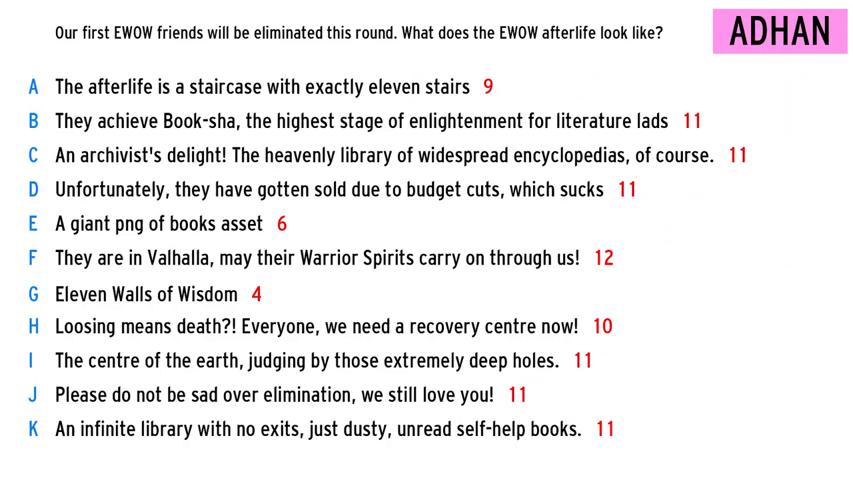 Our first EWOW friends will be eliminated this round. What does the EWOW afterlife look like?
ADHAN
A The afterlife is a staircase with exactly eleven stairs 9
B They achieve Book-sha, the highest stage of enlightenment for literature lads 11
C An archivist's delight! The heavenly library of widespread encyclopedias, of course. 11
D Unfortunately, they have gotten sold due to budget cuts, which sucks 11
E A giant png of books asset 6
F They are in Valhalla, may their Warrior Spirits carry on through us! 12
G Eleven Walls of Wisdom 4
H Loosing means death?! Everyone, we need a recovery centre now! 10
I The centre of the earth, judging by those extremely deep holes. 11
J Please do not be sad over elimination, we still love you! 11
K An infinite library with no exits, just dusty, unread self-help books. 11